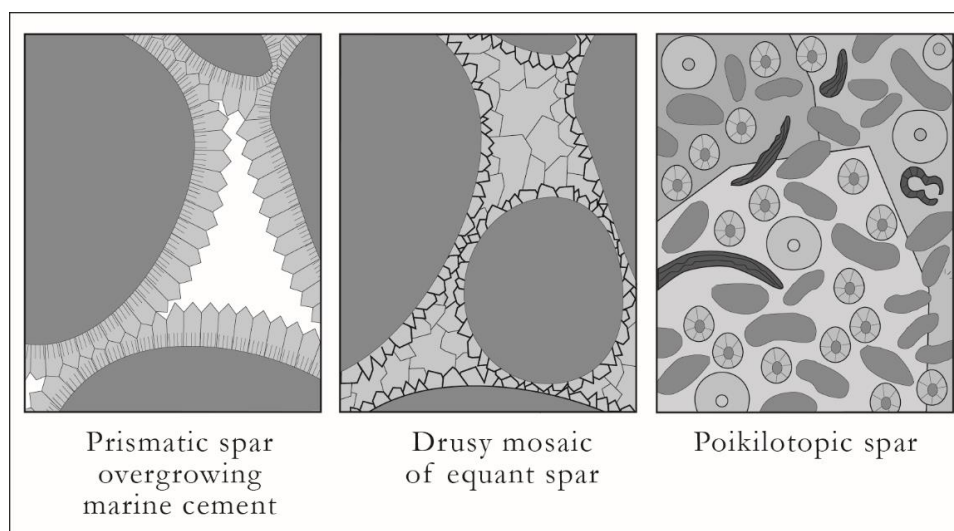 Prismatic spar
overgrowing
marine cement
Drusy mosaic
of equant spar
Poikilotopic spar